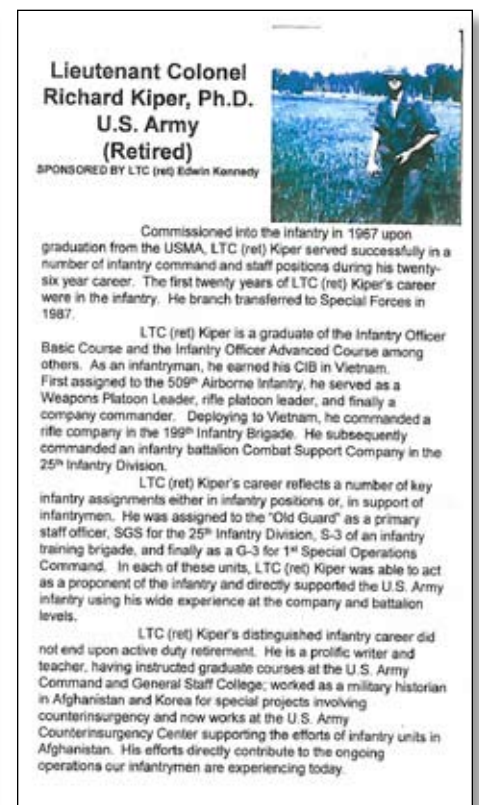 Lieutenant Colonel
Richard Kiper, Ph.D.
U.S. Army
(Retired)
SPONSORED BY LTC (ret) Edwin Kennedy
Commissioned into the infantry in 1967 upon
graduation from the USMA, LTC (ret) Kiper served successfully in a
number of infantry command and staff positions during his twenty-
six year career. The first twenty years of LTC (ret) Kiper's career
were in the infantry. He branch transferred to Special Forces in
1987.
LTC (ret) Kiper is a graduate of the Infantry Officer
Basic Course and the Infantry Officer Advanced Course among
others. As an infantryman, he earned his CIB in Vietnam.
First assigned to the 509th Airborne Infantry, he served as a
Weapons Platoon Leader, rifle platoon leader, and finally a
company commander. Deploying to Vietnam, he commanded a
rifle company in the 199th Infantry Brigade. He subsequently
commanded an infantry battalion Combat Support Company in the
25th Infantry Division.
LTC (ret) Kiper's career reflects a number of key
infantry assignments either in infantry positions or, in support of
infantrymen. He was assigned to the "Old Guard" as a primary
staff officer, SGS for the 25th Infantry Division, S-3 of an infantry
training brigade, and finally as a G-3 for 1st Special Operations
Command. In each of these units, LTC (ret) Kiper was able to act
as a proponent of the infantry and directly supported the U.S. Army
infantry using his wide experience at the company and battalion
levels.
LTC (ret) Kiper's distinguished infantry career did
not end upon active duty retirement. He is a prolific writer and
teacher, having instructed graduate courses at the U.S. Army
Command and General Staff College; worked as a military historian
in Afghanistan and Korea for special projects involving
counterinsurgency and now works at the U.S. Army
Counterinsurgency Center supporting the efforts of infantry units in
Afghanistan. His efforts directly contribute to the ongoing
operations our infantrymen are experiencing today.